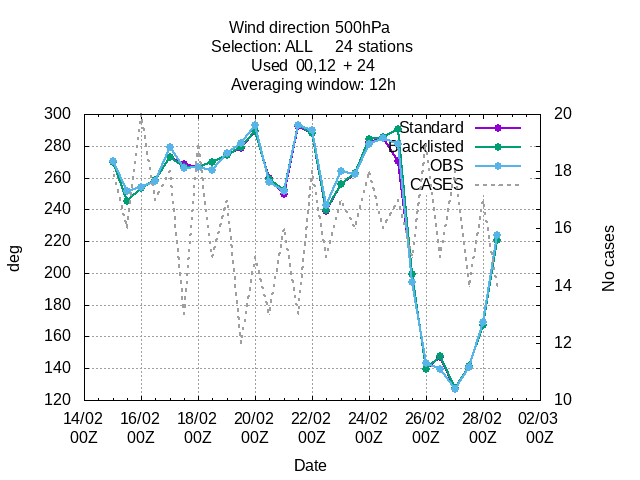 Wind direction 500hPa
Selection: ALL 24 stations
Used 00,12 + 24
Averaging window: 12h
300
280
260
240
220
200
180
160
140
120
20
18
16
14
12
10
deg
No cases
Standard
Blacklisted
OBS
CASES
14/02 16/02 18/02 20/02 22/02 24/02 26/02 28/02 02/03
00Z 00Z 00Z 00Z 00Z 00Z 00Z 00Z 00Z
Date